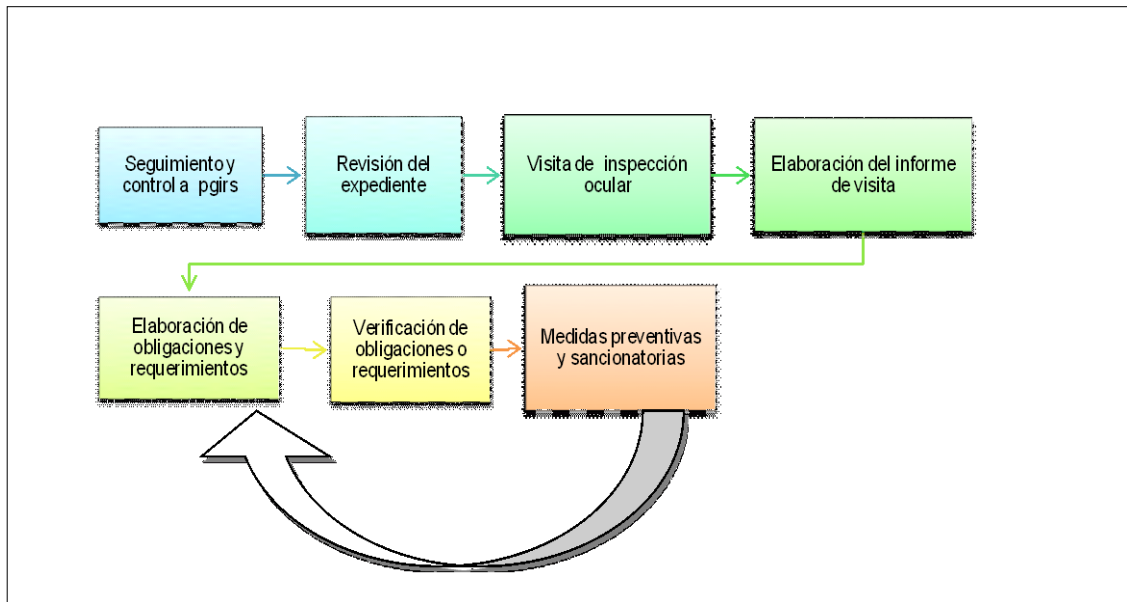 Seguimiento y
control a pgirs
Revisión del
expediente
Visita de inspección
ocular
Elaboración del informe
de visita
Elaboración de
obligaciones y
requerimientos
Verificación de
obligaciones o
requerimientos
Medidas preventivas
y sancionatorias